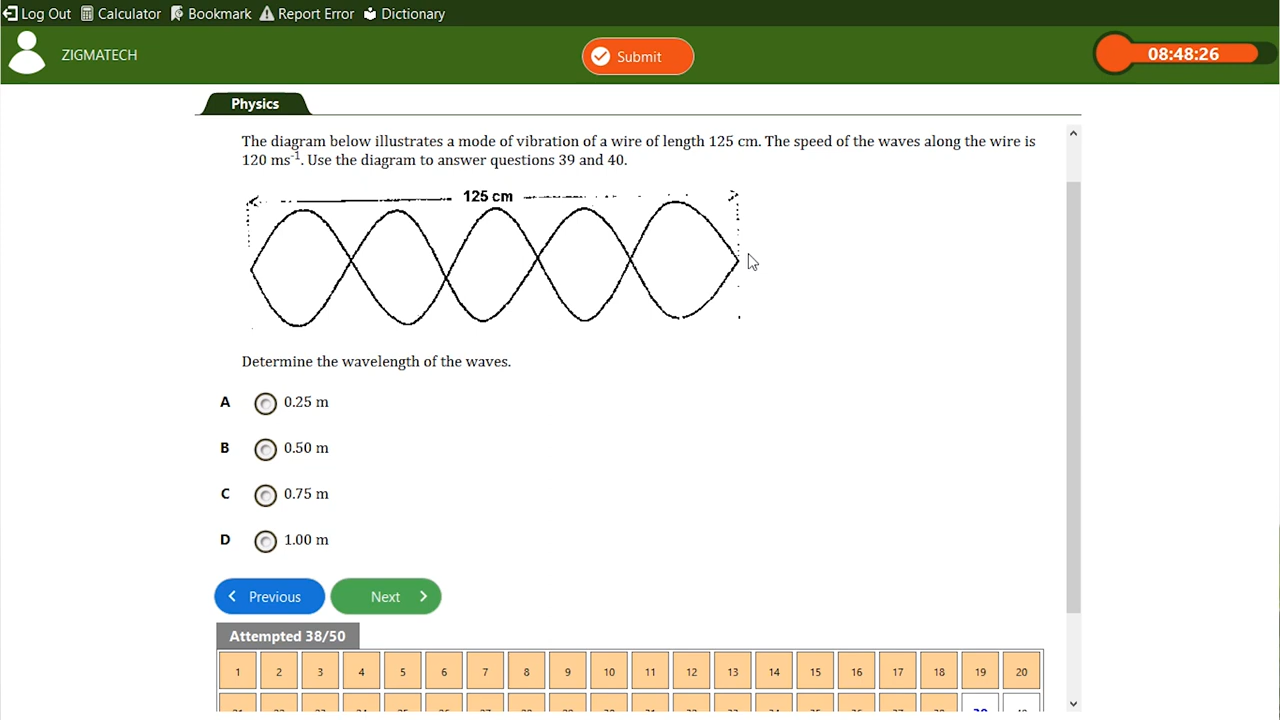 Log Out Calculator Bookmark Report Error Dictionary
ZIGMATECH
Submit
08:48:26
Physics
The diagram below illustrates a mode of vibration of a wire of length 125 cm. The speed of the waves along the wire is
120 ms⁻¹. Use the diagram to answer questions 39 and 40.
125 cm
Determine the wavelength of the waves.
A 0.25 m
B 0.50 m
C 0.75 m
D 1.00 m
Previous Next
Attempted 38/50
1 2 3 4 5 6 7 8 9 10 11 12 13 14 15 16 17 18 19 20